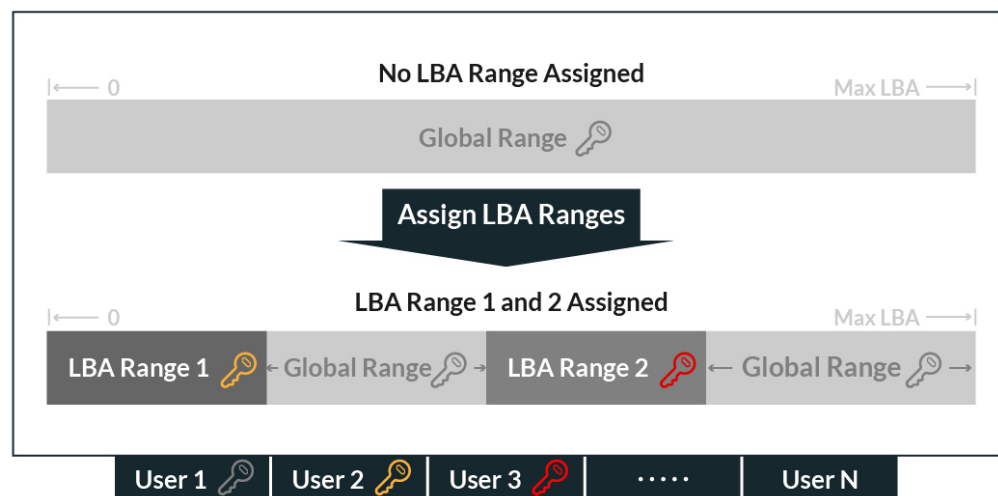 No LBA Range Assigned
0
Max LBA
Global Range
Assign LBA Ranges
LBA Range 1 and 2 Assigned
0
Max LBA
LBA Range 1
Global Range
LBA Range 2
Global Range
User 1
User 2
User 3
.....
User N